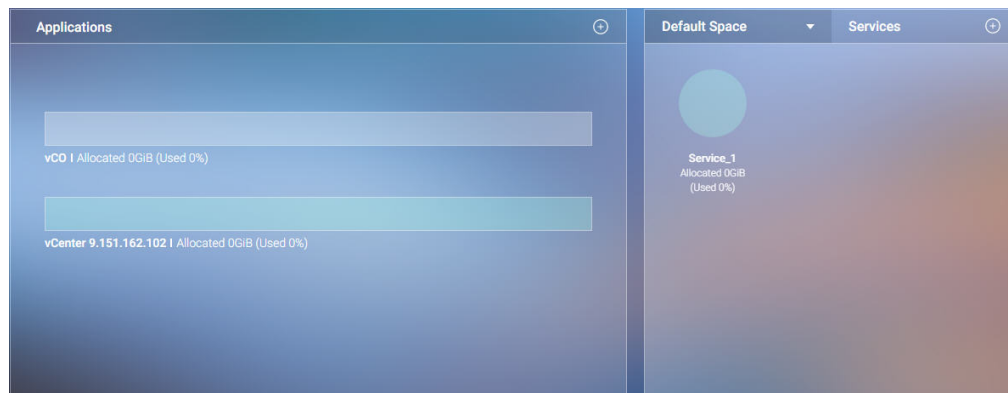 Applications
Default Space
Services
vCO I Allocated 0GiB (Used 0%)
vCenter 9.151.162.102 I Allocated 0GiB (Used 0%)
Service_1
Allocated 0GiB
(Used 0%)